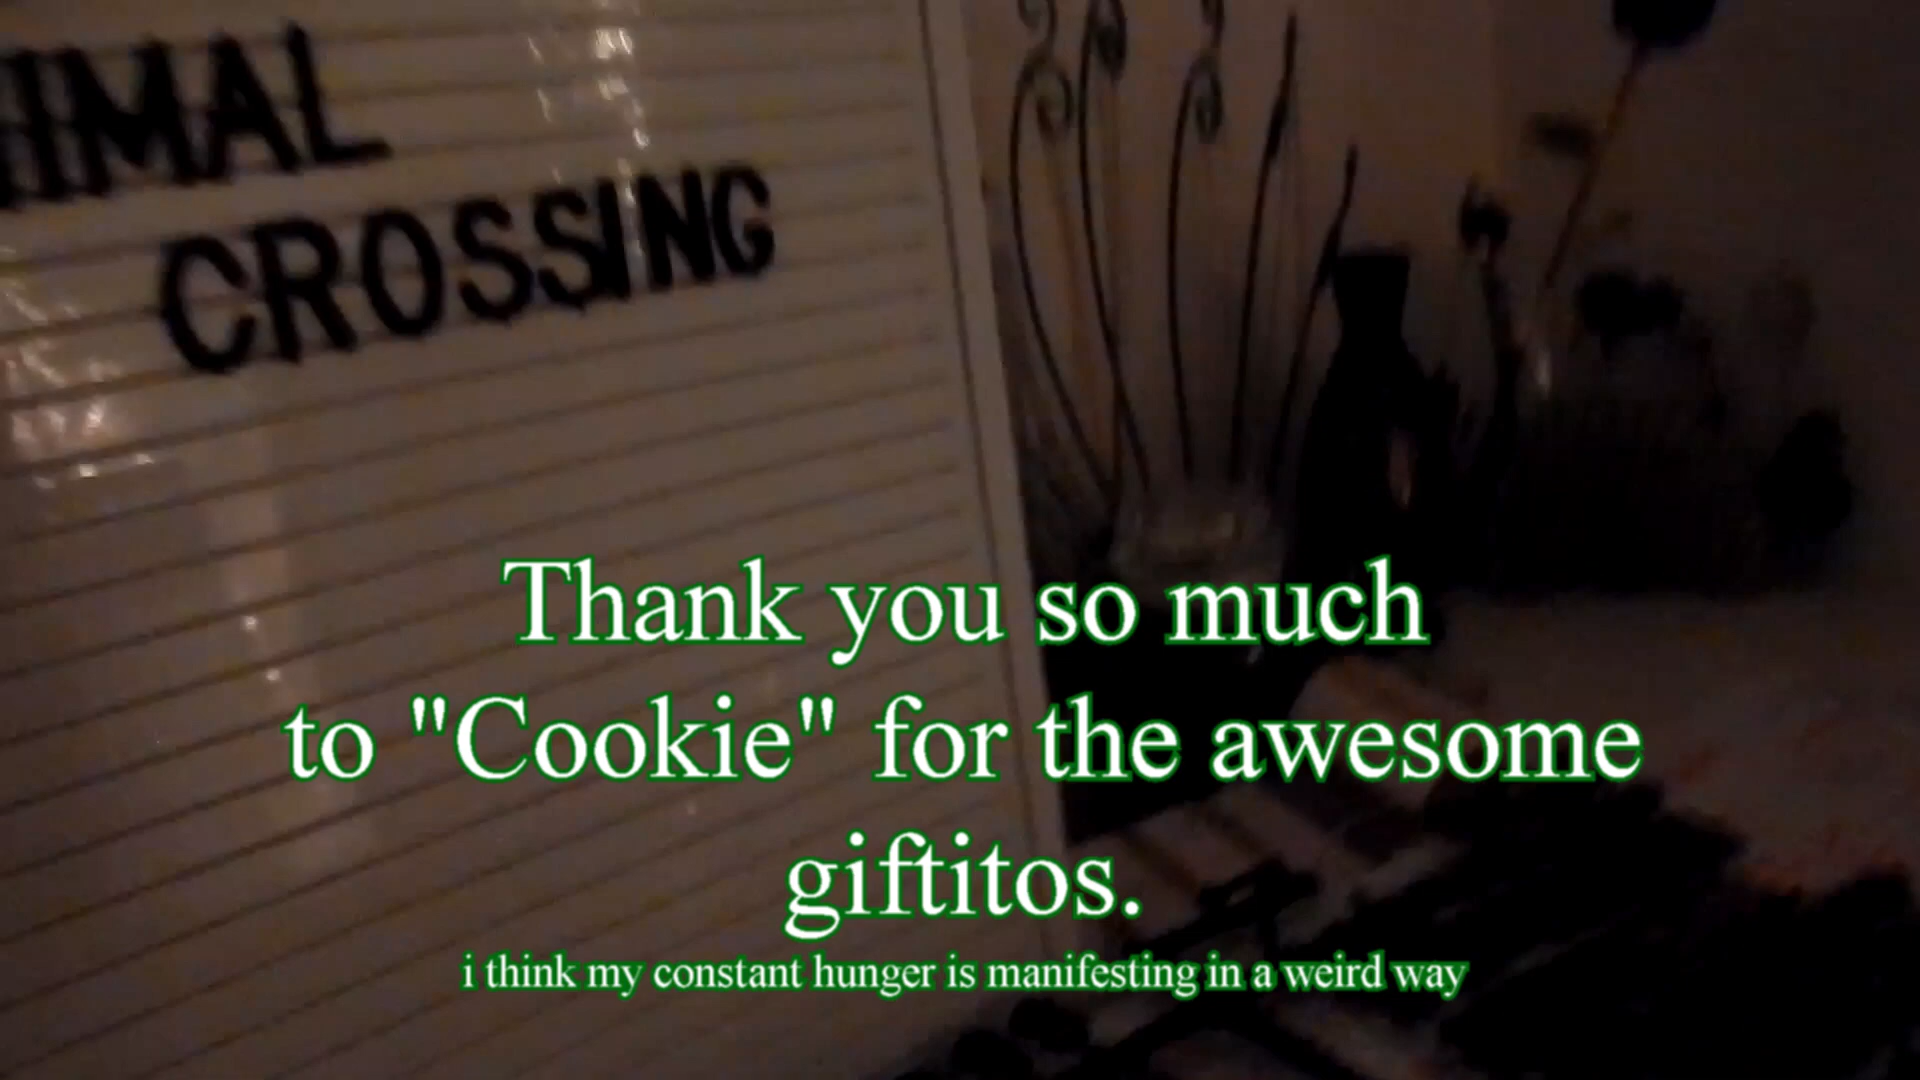 IMAL
CROSSING
Thank you so much
to "Cookie" for the awesome
giftitos.
i think my constant hunger is manifesting in a weird way